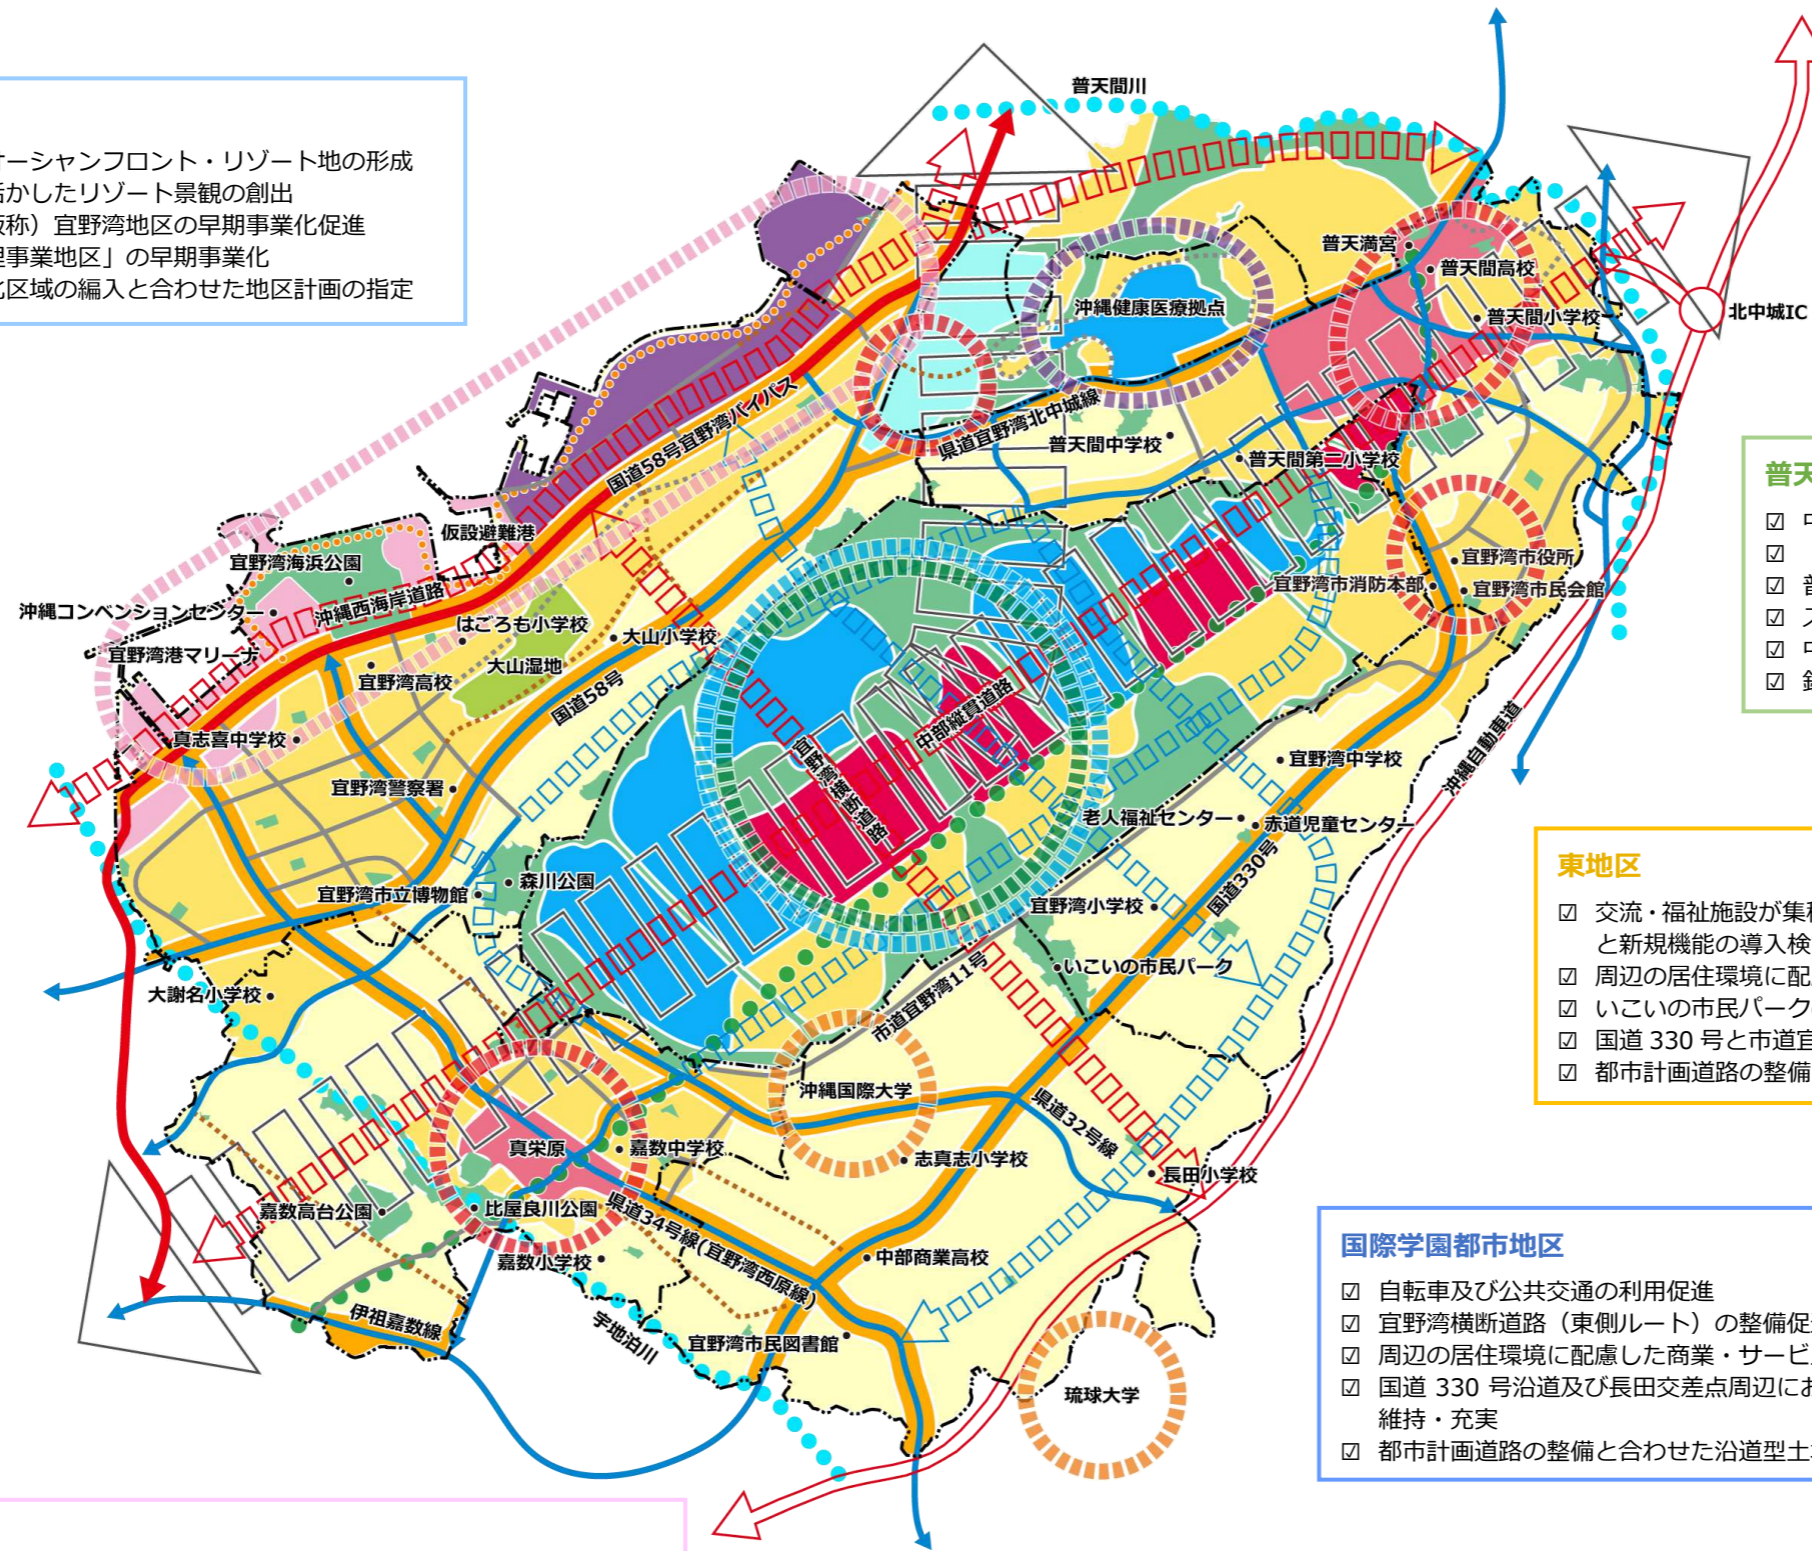 オーシャンフロント・リゾート地の形成
かしたリゾート景観の創出
称）宜野湾地区の早期事業化促進
事業地区」の早期事業化
区域の編入と合わせた地区計画の指定
普天間川
普天満宮
普天間高校
普天間小学校
北中城IC
沖縄健康医療拠点
県道宜野湾北中城線
普天間中学校
普天間第二小学校
国道58号宜野湾バイパス
仮設避難港
宜野湾海浜公園
沖縄コンベンションセンター
沖縄西海岸道路
宜野湾港マリーナ
はごろも小学校
大山小学校
大山湿地
宜野湾高校
国道58号
真志喜中学校
宜野湾警察署
宜野湾市役所
宜野湾市消防本部
宜野湾市民会館
中部縦貫道路
宜野湾横断道路
宜野湾中学校
沖縄自動車道
老人福祉センター
赤道児童センター
森川公園
宜野湾市立博物館
宜野湾小学校
国道330号
いこいの市民パーク
市道宜野湾11号
大謝名小学校
沖縄国際大学
県道32号線
真栄原
嘉数中学校
志真志小学校
長田小学校
嘉数高台公園
比屋良川公園
県道34号線(宜野湾西原線)
嘉数小学校
中部商業高校
伊祖嘉数線
宇地泊川
宜野湾市民図書館
琉球大学
普天
☑
☑
☑
☑
☑
☑
東地区
☑ 交流・福祉施設が集
と新規機能の導入検
☑ 周辺の居住環境に配
☑ いこいの市民パーク
☑ 国道 330 号と市道宜
☑ 都市計画道路の整備
国際学園都市地区
☑ 自転車及び公共交通の利用促進
☑ 宜野湾横断道路（東側ルート）の整備促
☑ 周辺の居住環境に配慮した商業・サービ
☑ 国道 330 号沿道及び長田交差点周辺にお
維持・充実
☑ 都市計画道路の整備と合わせた沿道型土